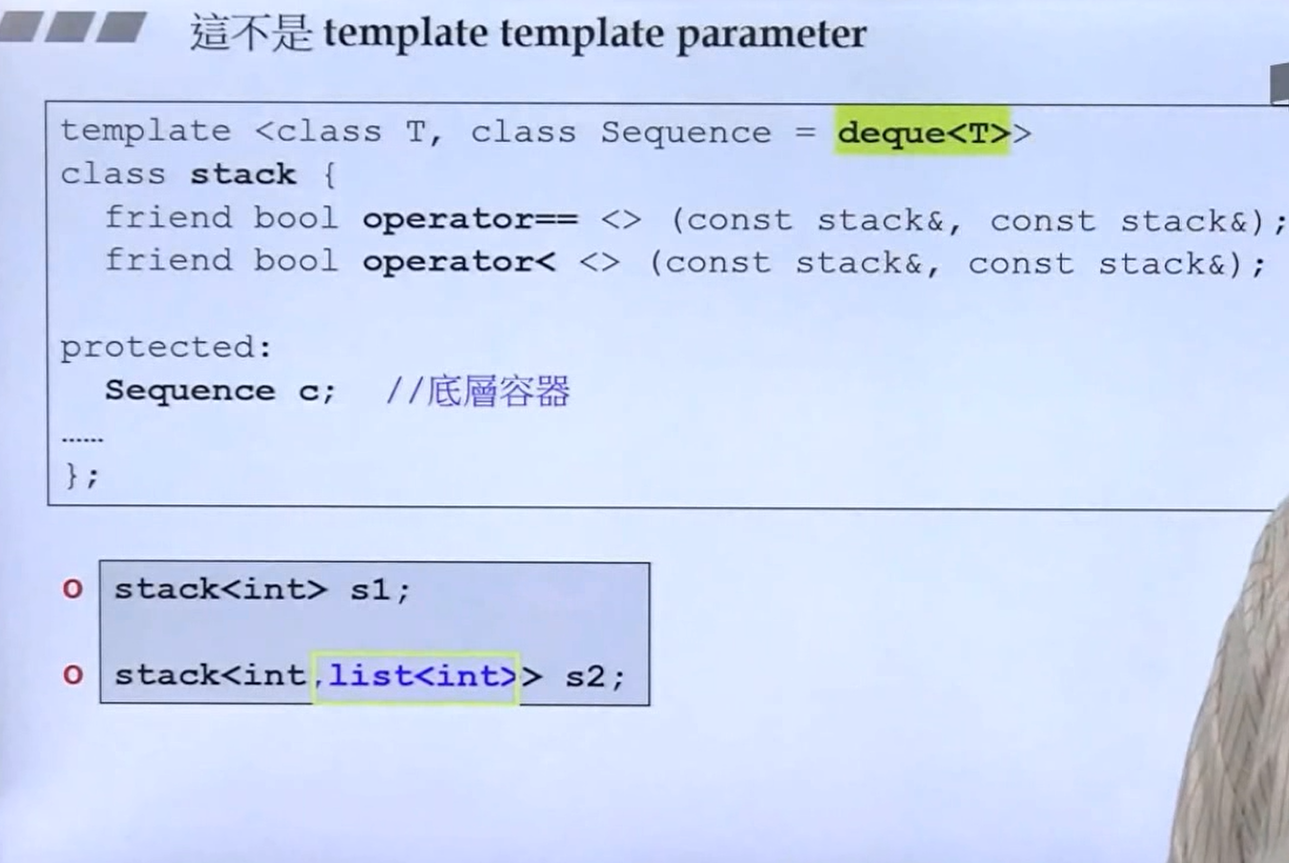 這不是 template template parameter
template <class T, class Sequence = deque<T>>
class stack {
friend bool operator== <> (const stack&, const stack&);
friend bool operator< <> (const stack&, const stack&);
protected:
Sequence c; //底層容器
……
};
o stack<int> s1;
o stack<int,list<int>> s2;